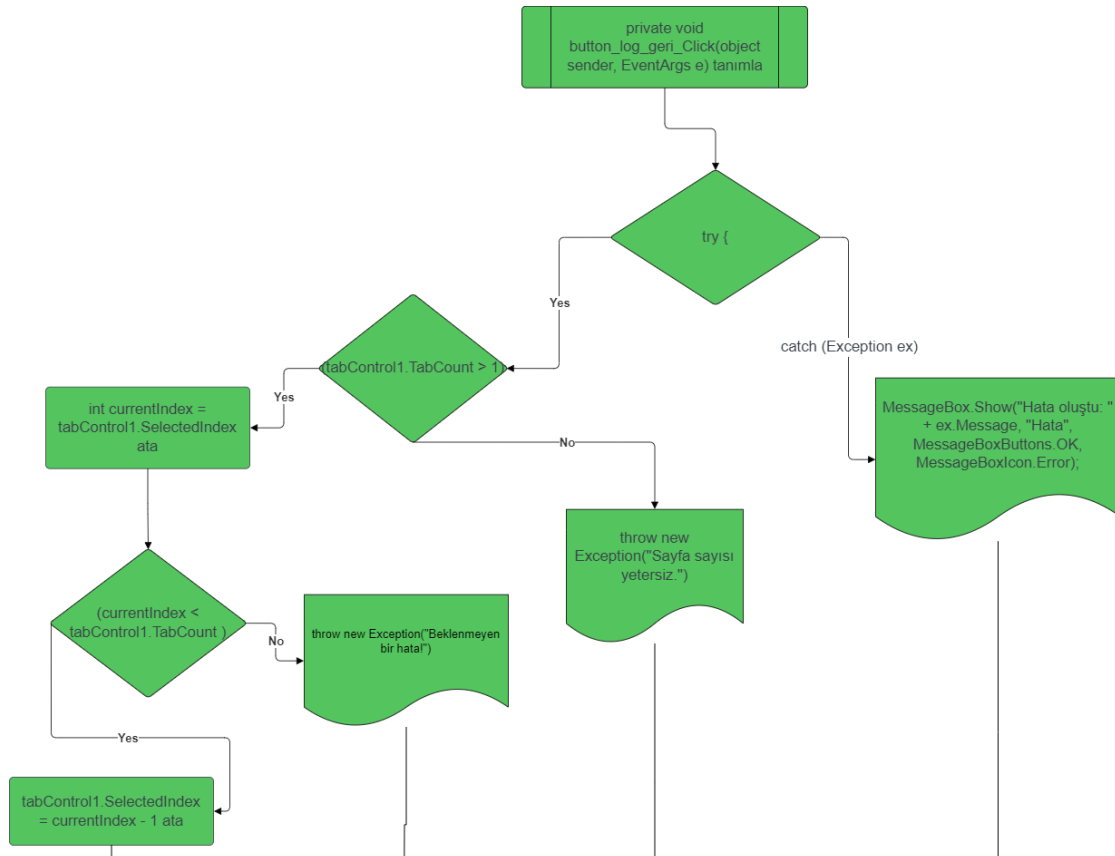 private void
button_log_geri_Click(object
sender, EventArgs e) tanımla
try {
Yes
(tabControl1.TabCount > 1)
catch (Exception ex)
Yes
int currentIndex =
tabControl1.SelectedIndex
ata
MessageBox.Show("Hata oluştu: "
+ ex.Message, "Hata",
MessageBoxButtons.OK,
MessageBoxIcon.Error);
No
throw new
Exception("Sayfa sayısı
yetersiz.")
(currentIndex <
tabControl1.TabCount )
No
throw new Exception("Beklenmeyen
bir hata!")
Yes
tabControl1.SelectedIndex
= currentIndex - 1 ata